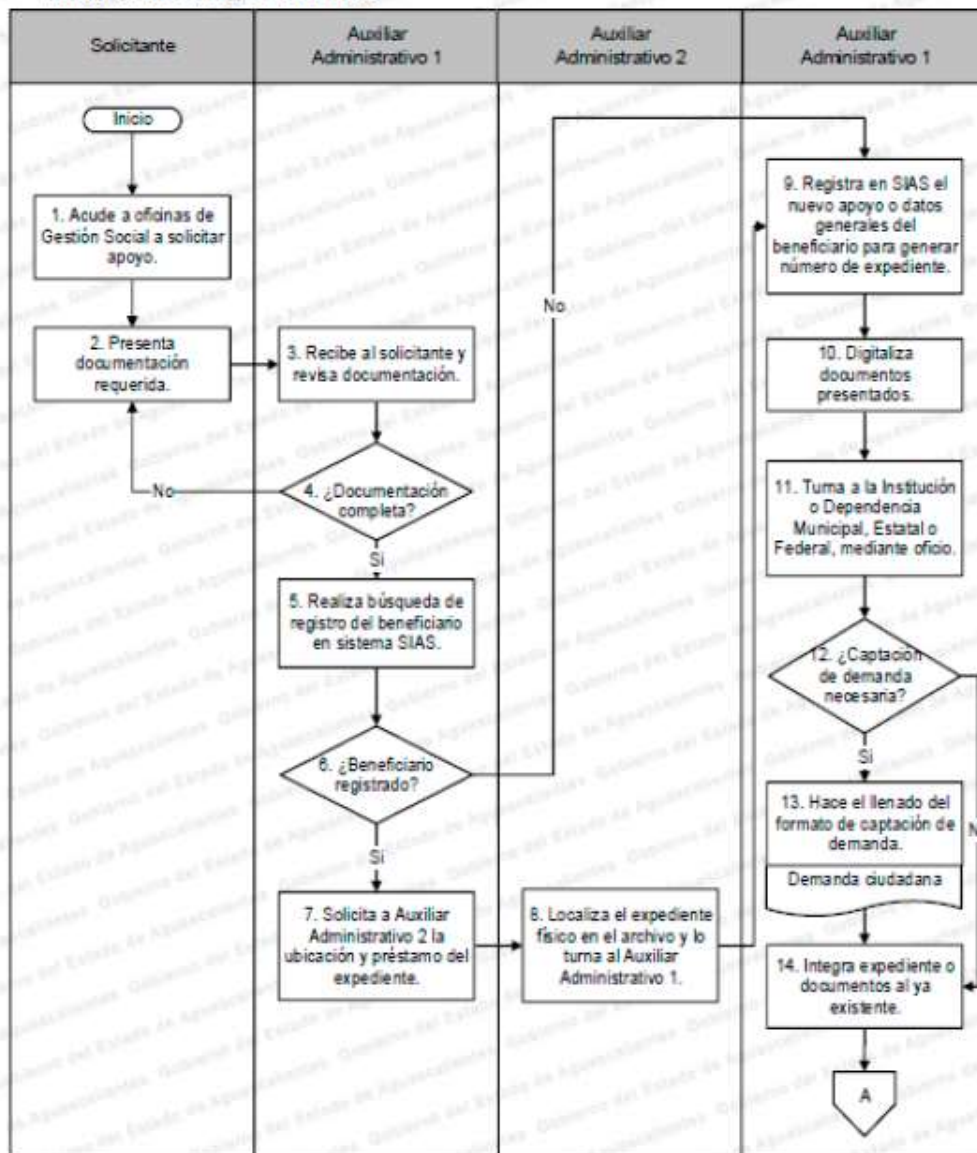 Solicitante
Auxiliar
Administrativo 1
Auxiliar
Administrativo 2
Auxiliar
Administrativo 1
Inicio
1. Acude a oficinas de
Gestión Social a solicitar
apoyo.
2. Presenta
documentación
requerida.
3. Recibe al solicitante y
revisa documentación.
4. ¿Documentación
completa?
No
Si
5. Realiza búsqueda de
registro del beneficiario
en sistema SIAS.
6. ¿Beneficiario
registrado?
No
Si
7. Solicita a Auxiliar
Administrativo 2 la
ubicación y préstamo del
expediente.
8. Localiza el expediente
físico en el archivo y lo
turna al Auxiliar
Administrativo 1.
9. Registra en SIAS el
nuevo apoyo o datos
generales del
beneficiario para generar
número de expediente.
10. Digitaliza
documentos
presentados.
11. Turna a la Institución
o Dependencia
Municipal, Estatal o
Federal, mediante oficio.
12. ¿Captación
de demanda
necesaria?
Si
13. Hace el llenado del
formato de captación de
demanda.
Demanda ciudadana
14. Integra expediente o
documentos al ya
existente.
A
Gobierno del Estado de Aguascalientes